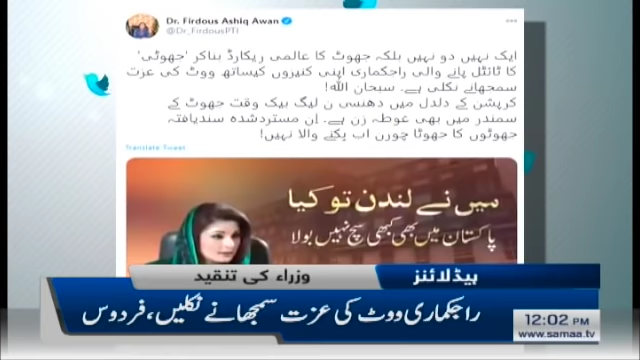 Dr. Firdous Ashiq Awan
@Dr_FirdousPTI
ایک نہیں دو نہیں بلکہ جھوٹ کا عالمی ریکارڈ بناکر 'جھوٹی'
کا ٹائٹل پانے والی راجکماری اپنی کنیزوں کیساتھ ووٹ کی عزت
سمجھانے نکلی ہے۔ سبحان اللہ!
کرپشن کے دلدل میں دھنسی ن لیگ بیک وقت جھوٹ کے
سمندر میں بھی غوطہ زن ہے۔ اِن مستردشدہ سندیافتہ
جھوٹوں کا جھوٹا چورن اب بکنے والا نہیں!
Translate Tweet
میں نے لندن تو کیا
پاکستان میں بھی کبھی سچ نہیں بولا
ہیڈلائنز
وزراء کی تنقید
راجکماری ووٹ کی عزت سمجھانے نکلیں، فردوس
12:02 PM
www.samaa.tv